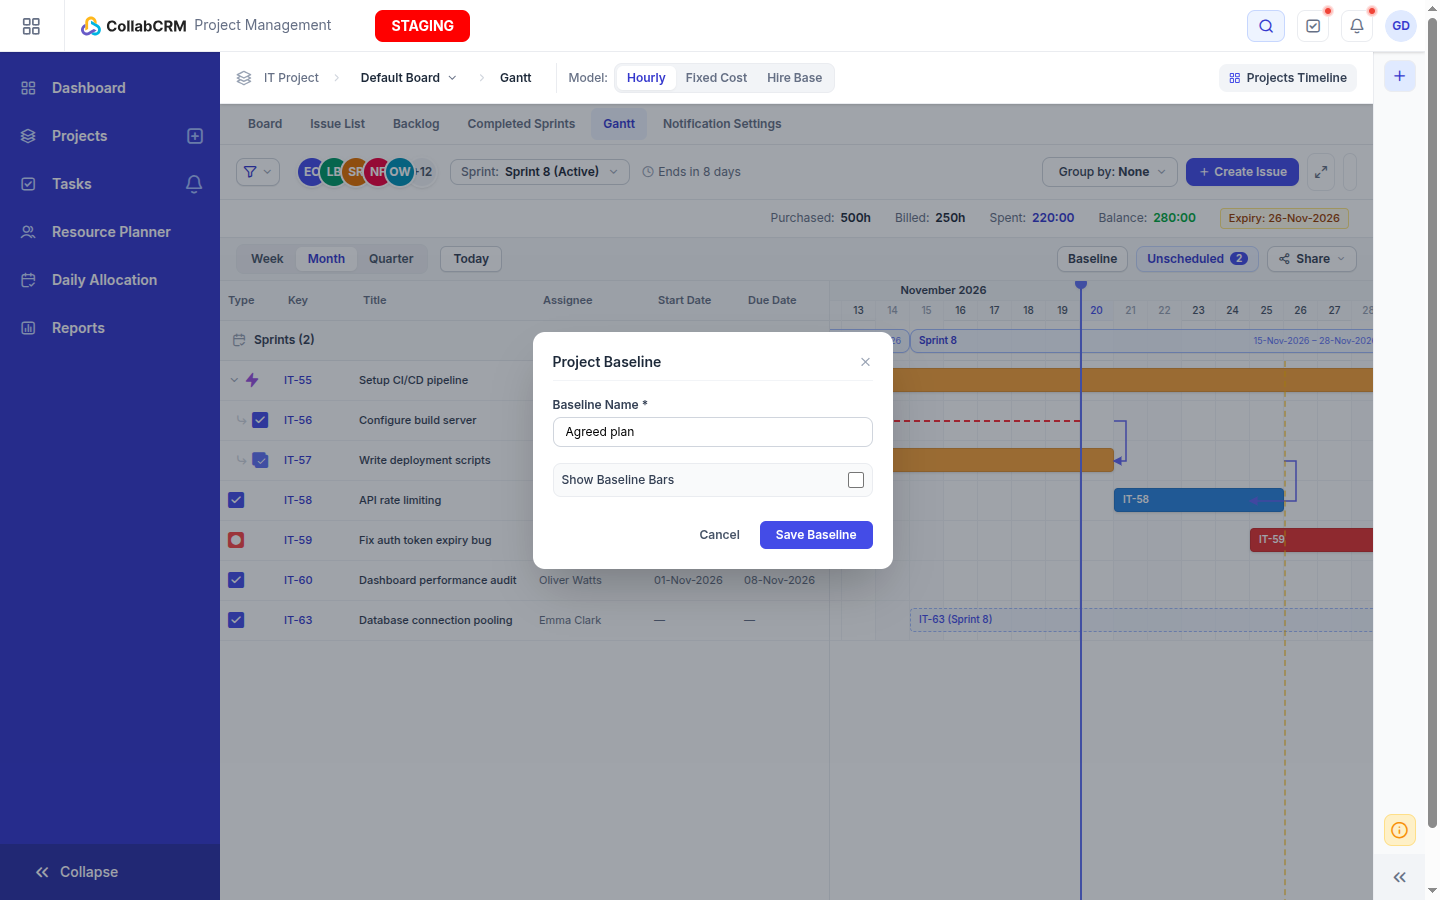 CollabCRM Project Management STAGING GD
Dashboard
Projects
Tasks
Resource Planner
Daily Allocation
Reports
Collapse
IT Project Default Board Gantt Model: Hourly Fixed Cost Hire Base Projects Timeline
Board Issue List Backlog Completed Sprints Gantt Notification Settings
EC LB SR NF OW +12 Sprint: Sprint 8 (Active) Ends in 8 days Group by: None Create Issue
Purchased: 500h Billed: 250h Spent: 220:00 Balance: 280:00 Expiry: 26-Nov-2026
Week Month Quarter Today Baseline Unscheduled 2 Share
Type Key Title Assignee Start Date Due Date
November 2026
13 14 15 16 17 18 19 20 21 22 23 24 25 26 27 28
Sprints (2)
26 Sprint 8 15-Nov-2026 – 28-Nov-2026
IT-55 Setup CI/CD pipeline
IT-56 Configure build server
IT-57 Write deployment scripts
IT-58 API rate limiting IT-58
IT-59 Fix auth token expiry bug IT-59
IT-60 Dashboard performance audit Oliver Watts 01-Nov-2026 08-Nov-2026
IT-63 Database connection pooling Emma Clark — — IT-63 (Sprint 8)
Project Baseline
Baseline Name *
Agreed plan
Show Baseline Bars
Cancel Save Baseline